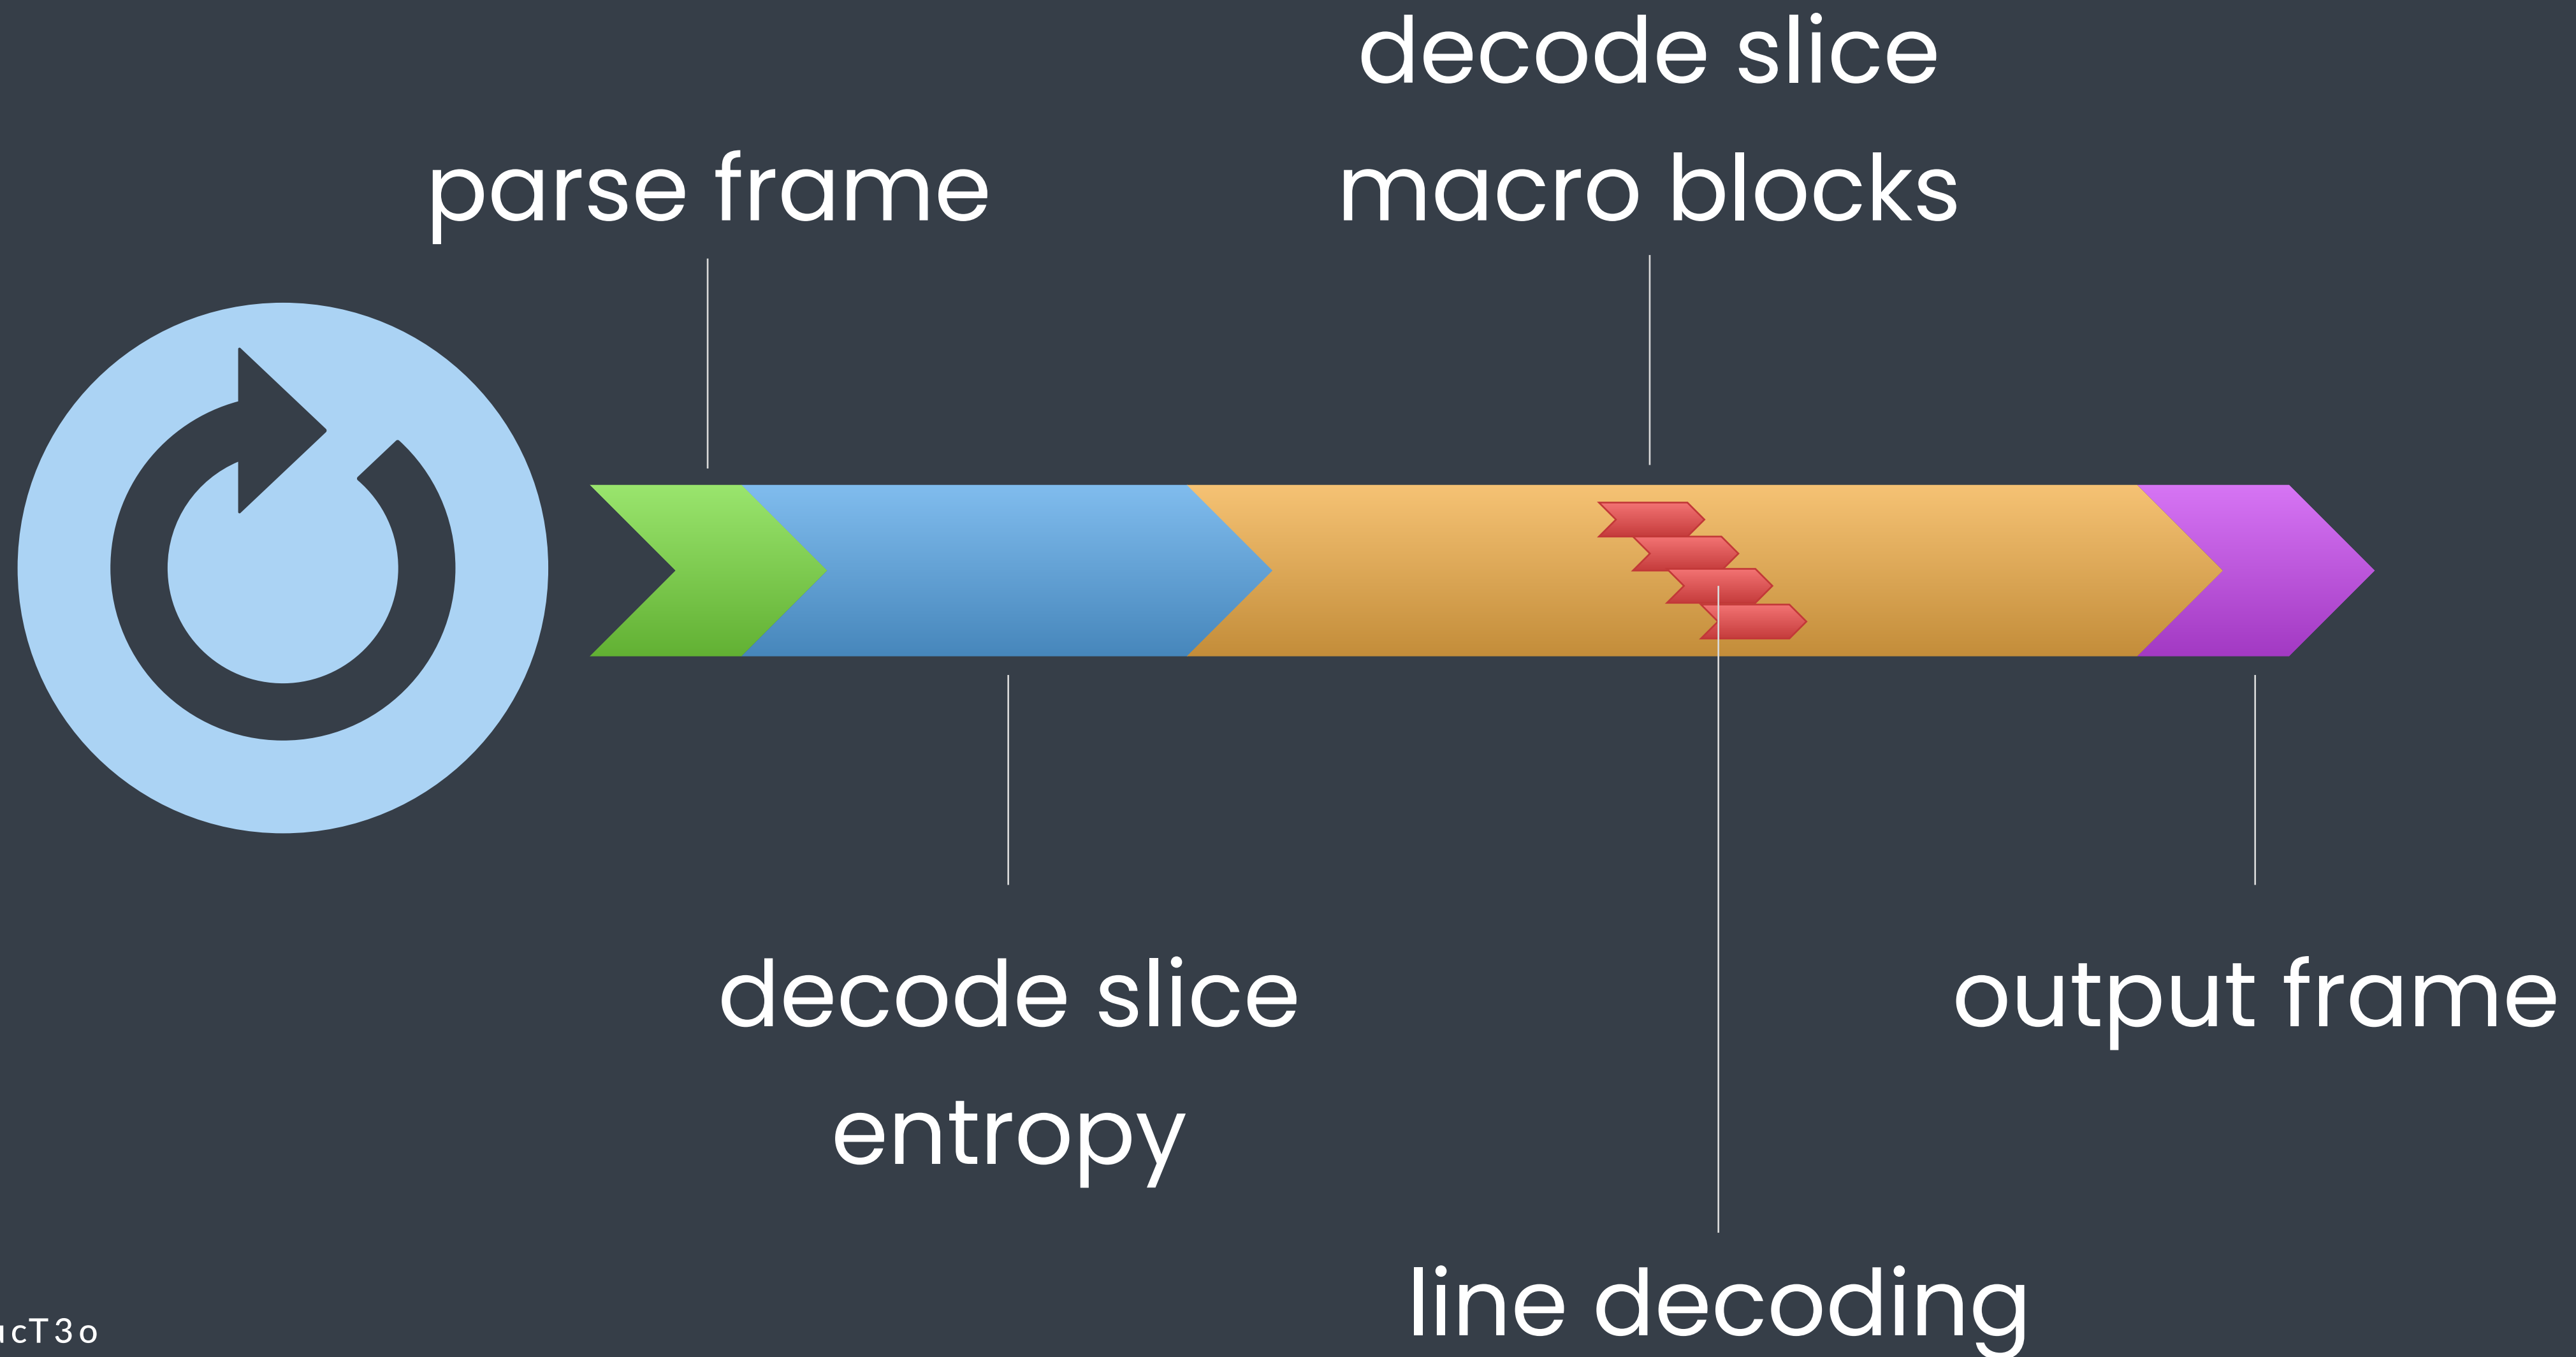 decode slice
macro blocks
parse frame
decode slice
entropy
output frame
line decoding